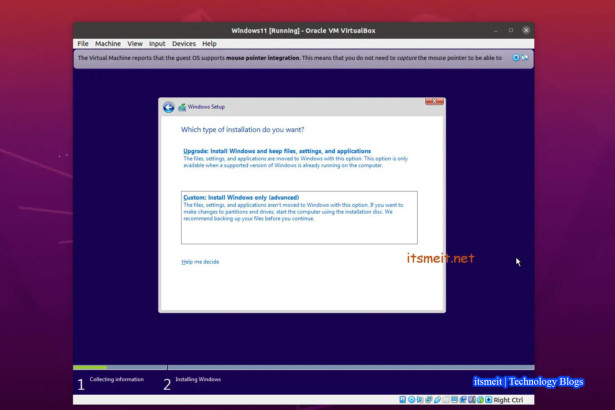 Windows11 [Running] - Oracle VM VirtualBox
File Machine View Input Devices Help
The Virtual Machine reports that the guest OS supports mouse pointer integration. This means that you do not need to capture the mouse pointer to be able to
Windows Setup
Which type of installation do you want?
Upgrade: Install Windows and keep files, settings, and applications
The files, settings, and applications are moved to Windows with this option. This option is only
available when a supported version of Windows is already running on the computer.
Custom: Install Windows only (advanced)
The files, settings, and applications aren't moved to Windows with this option. If you want to
make changes to partitions and drives, start the computer using the installation disc. We
recommend backing up your files before you continue.
itsmeit.net
Help me decide
1 Collecting information 2 Installing Windows
itsmeit | Technology Blogs
Right Ctrl